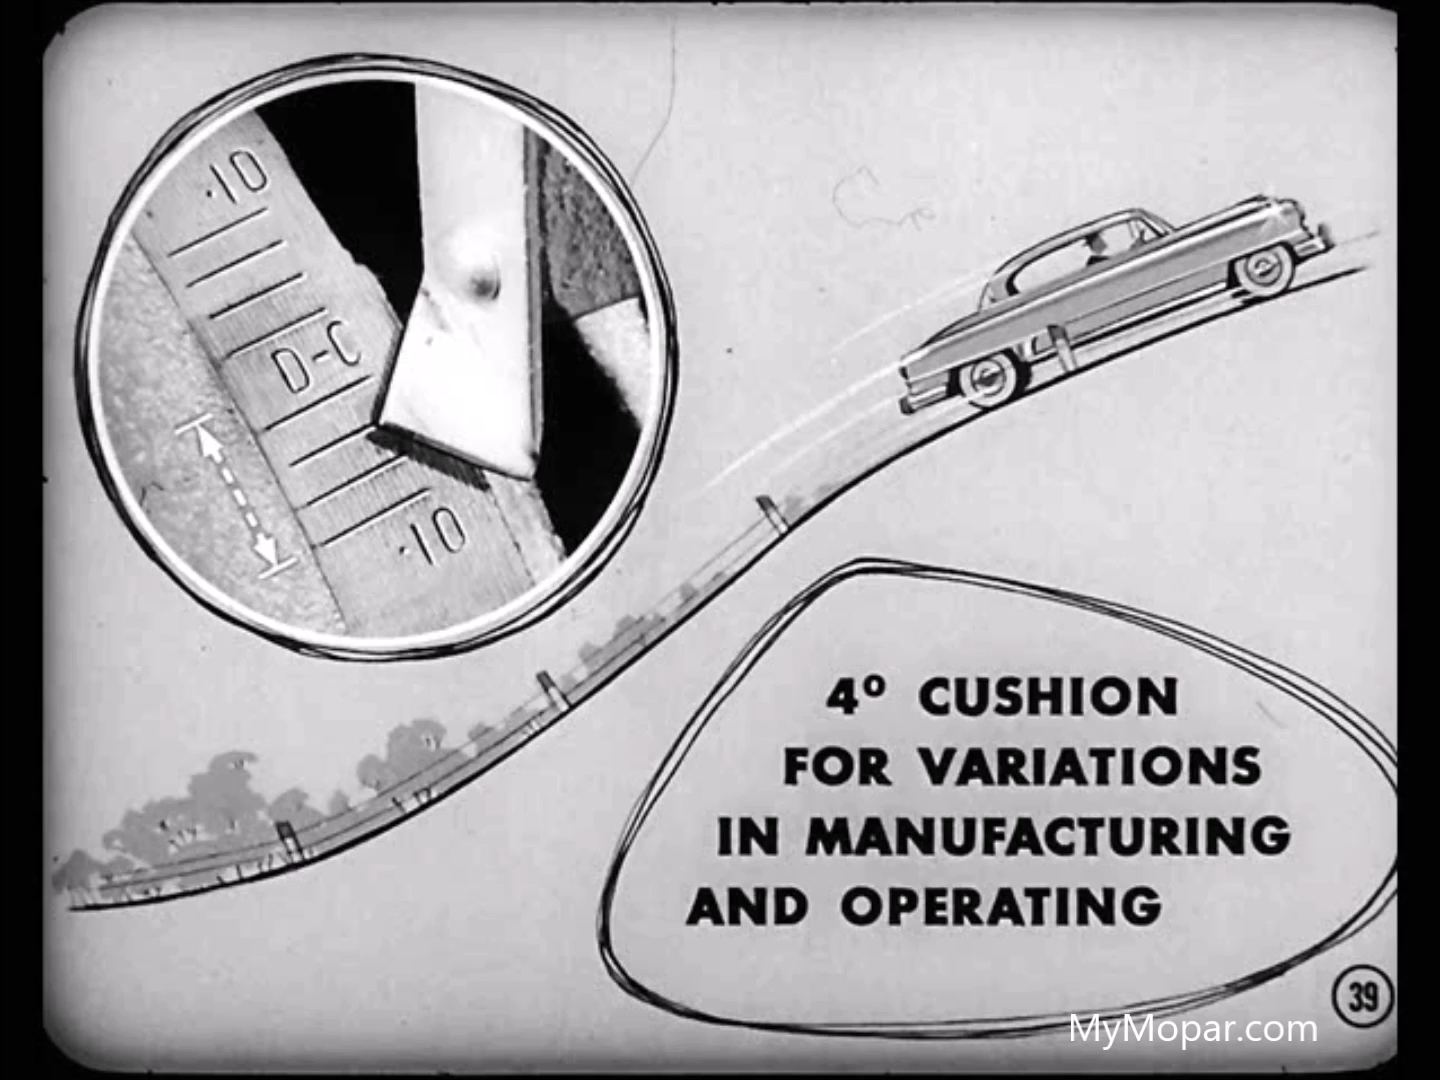 ·10
D-C
·10
4° CUSHION
FOR VARIATIONS
IN MANUFACTURING
AND OPERATING
39
MyMopar.com